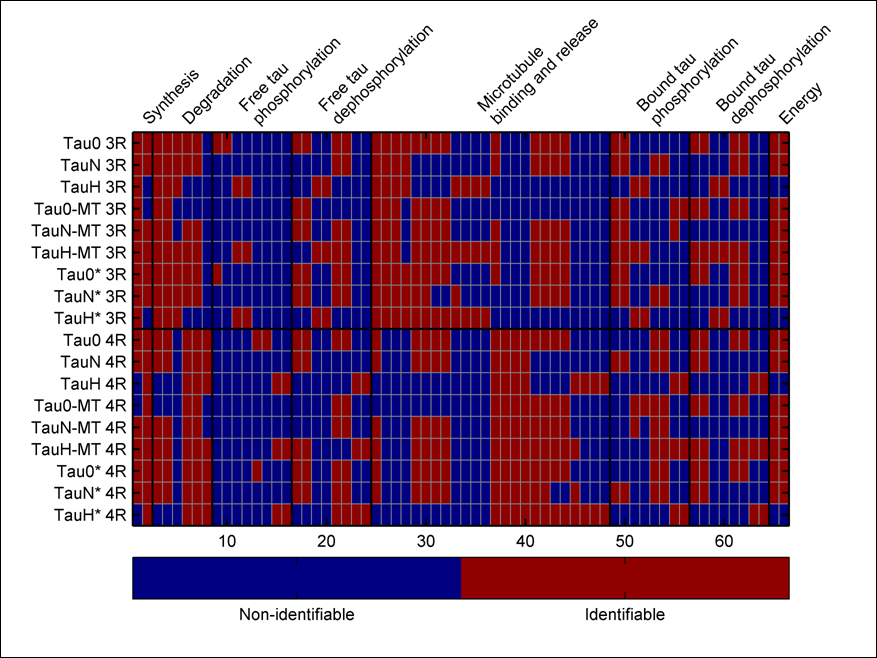 Synthesis
Degradation
Free tau
phosphorylation
Free tau
dephosphorylation
Microtubule
binding and release
Bound tau
phosphorylation
Bound tau
dephosphorylation
Energy
Tau0 3R
TauN 3R
TauH 3R
Tau0-MT 3R
TauN-MT 3R
TauH-MT 3R
Tau0* 3R
TauN* 3R
TauH* 3R
Tau0 4R
TauN 4R
TauH 4R
Tau0-MT 4R
TauN-MT 4R
TauH-MT 4R
Tau0* 4R
TauN* 4R
TauH* 4R
10 20 30 40 50 60
Non-identifiable Identifiable